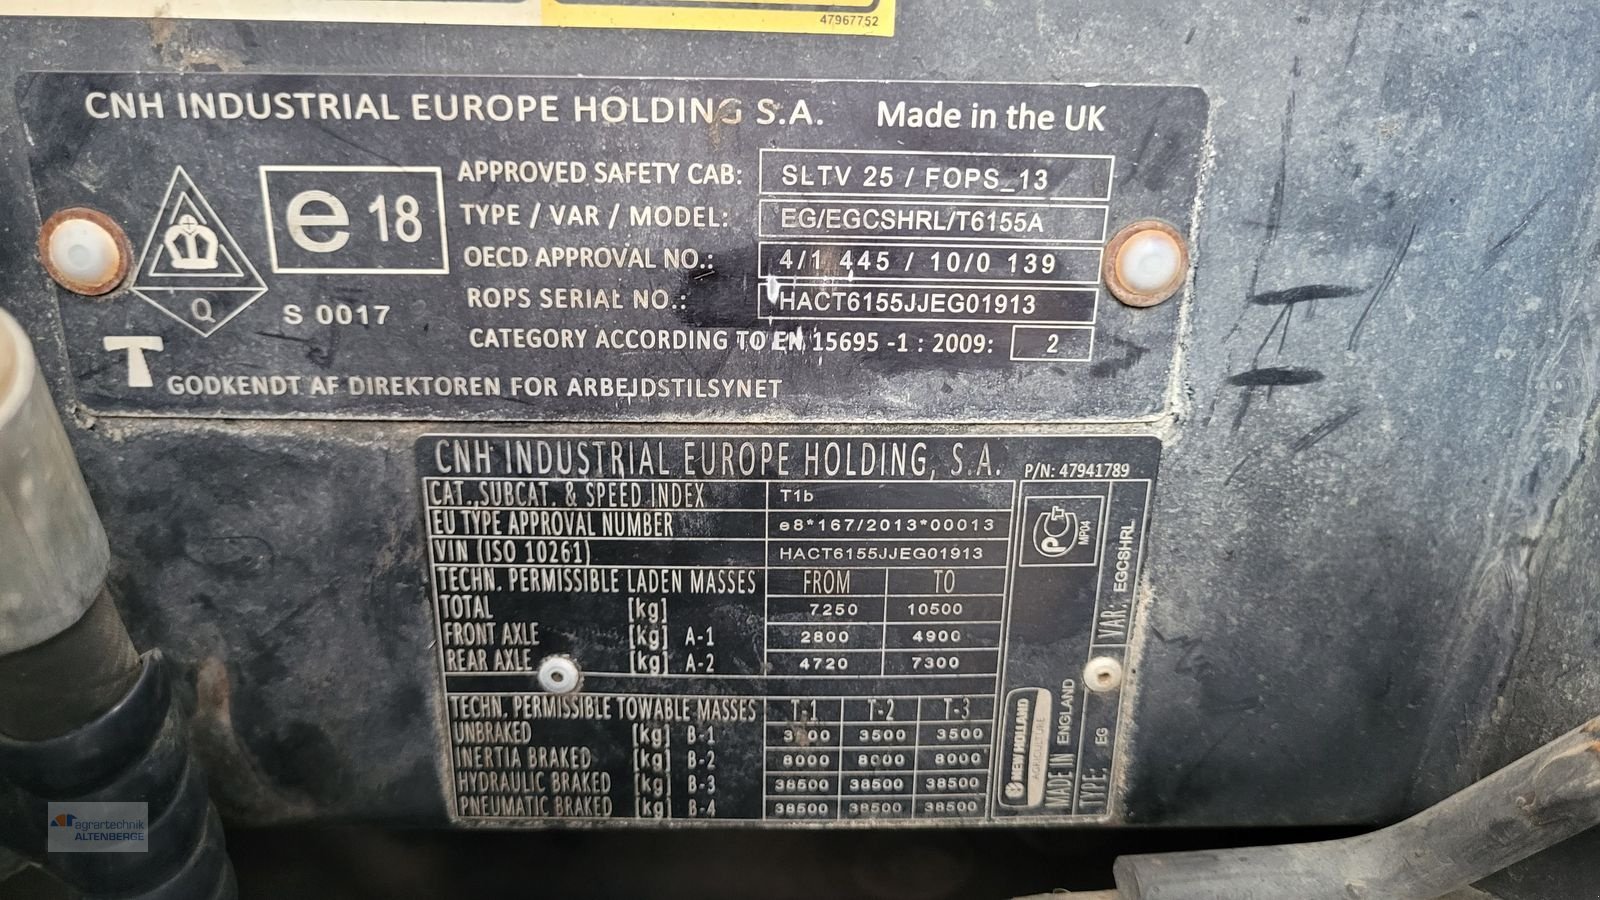 47967752
CNH INDUSTRIAL EUROPE HOLDING S.A. Made in the UK
APPROVED SAFETY CAB: SLTV 25 / FOPS_13
TYPE / VAR / MODEL: EG/EGCSHRL/T6155A
OECD APPROVAL NO.: 4/1 445 / 10/0 139
ROPS SERIAL NO.: HACT6155JJEG01913
CATEGORY ACCORDING TO EN 15695 -1 : 2009: 2
e 18
Q
S 0017
T GODKENDT AF DIREKTOREN FOR ARBEJDSTILSYNET
CNH INDUSTRIAL EUROPE HOLDING, S.A. P/N: 47941789
CAT.,SUBCAT. & SPEED INDEX T1b
EU TYPE APPROVAL NUMBER e8*167/2013*00013
VIN (ISO 10261) HACT6155JJEG01913
TECHN. PERMISSIBLE LADEN MASSES FROM TO
TOTAL [kg] 7250 10500
FRONT AXLE [kg] A-1 2800 4900
REAR AXLE [kg] A-2 4720 7300
TECHN. PERMISSIBLE TOWABLE MASSES T-1 T-2 T-3
UNBRAKED [kg] B-1 3500 3500 3500
INERTIA BRAKED [kg] B-2 8000 8000 8000
HYDRAULIC BRAKED [kg] B-3 38500 38500 38500
PNEUMATIC BRAKED [kg] B-4 38500 38500 38500
MP04
NEW HOLLAND
AGRICULTURE
MADE IN ENGLAND
TYPE: EG
VAR.: EGCSHRL
agrartechnik
ALTENBERGE